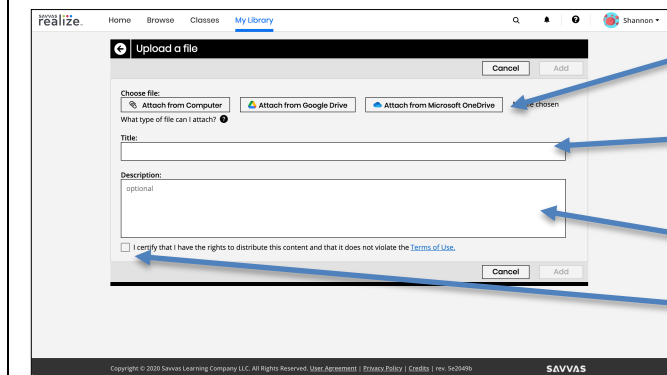 SAVVAS
realize.
Home Browse Classes My Library Shannon
Upload a file
Cancel Add
Choose file:
Attach from Computer Attach from Google Drive Attach from Microsoft OneDrive chosen
What type of file can I attach?
Title:
Description:
optional
I certify that I have the rights to distribute this content and that it does not violate the Terms of Use.
Cancel Add
Copyright © 2020 Savvas Learning Company LLC. All Rights Reserved. User Agreement | Privacy Policy | Credits | rev. 5e2049b SAVVAS